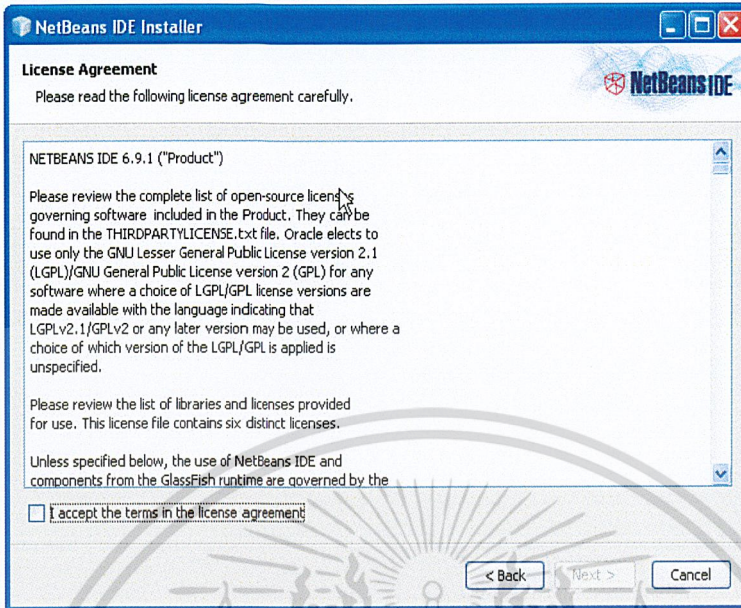 NetBeans IDE Installer
License Agreement
Please read the following license agreement carefully.
NetBeans IDE
NETBEANS IDE 6.9.1 ("Product")
Please review the complete list of open-source licenses
governing software included in the Product. They can be
found in the THIRDPARTYLICENSE.txt file. Oracle elects to
use only the GNU Lesser General Public License version 2.1
(LGPL)/GNU General Public License version 2 (GPL) for any
software where a choice of LGPL/GPL license versions are
made available with the language indicating that
LGPLv2.1/GPLv2 or any later version may be used, or where a
choice of which version of the LGPL/GPL is applied is
unspecified.
Please review the list of libraries and licenses provided
for use. This license file contains six distinct licenses.
Unless specified below, the use of NetBeans IDE and
components from the GlassFish runtime are governed by the
I accept the terms in the license agreement
< Back
Next >
Cancel